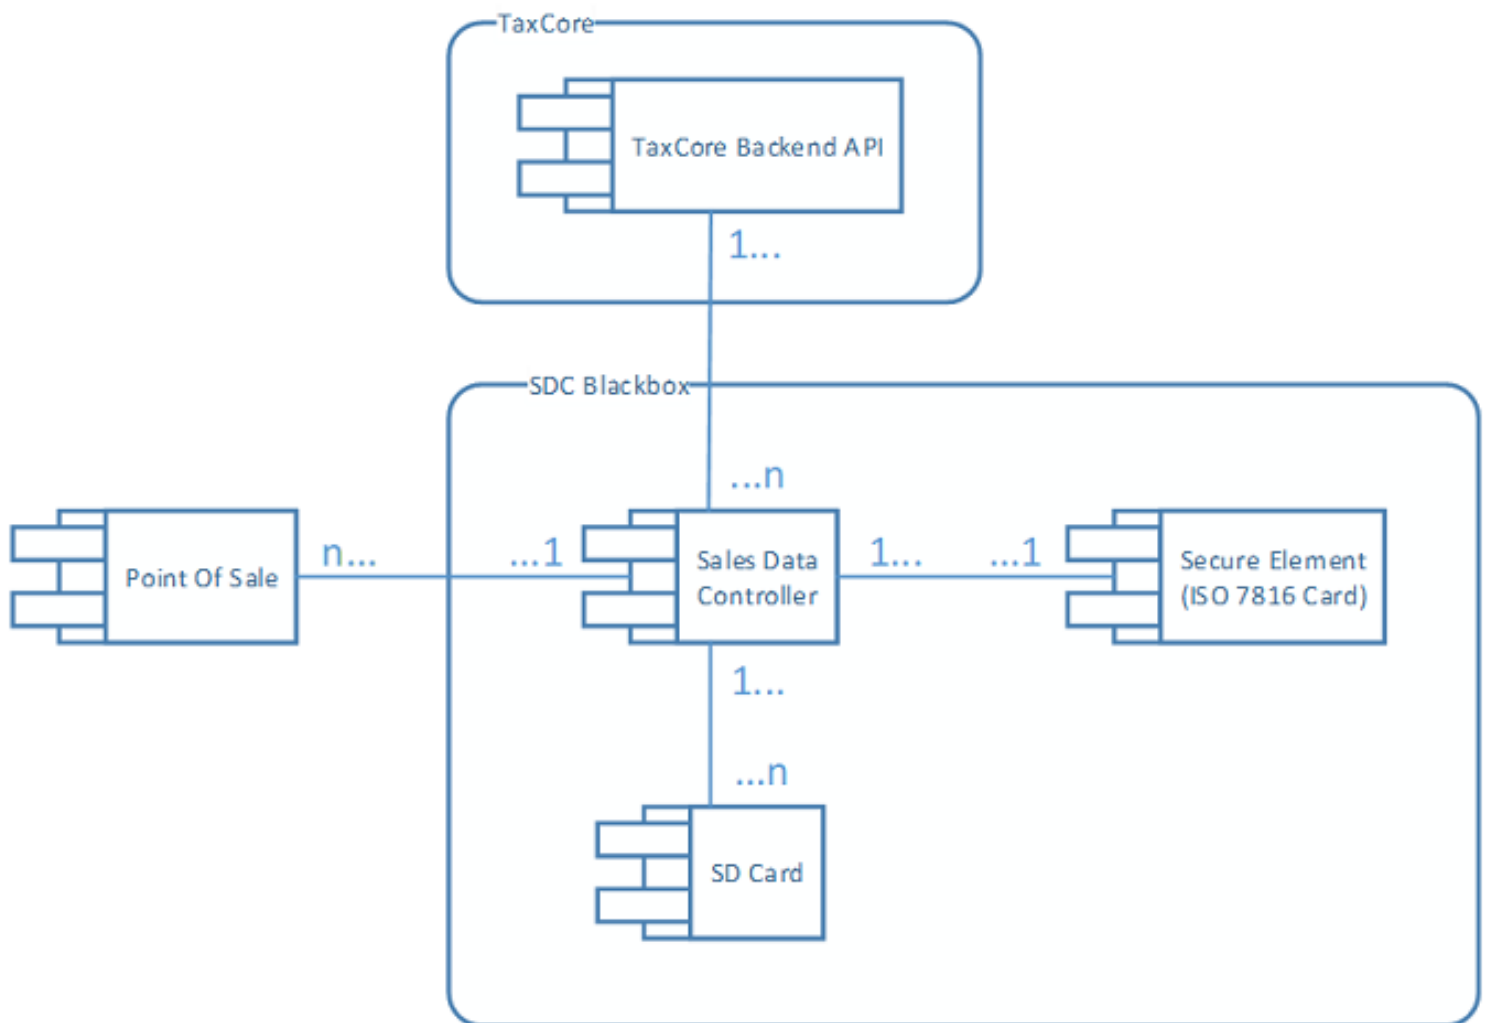 TaxCore
TaxCore Backend API
1...
SDC Blackbox
...n
Point Of Sale
n...
...1
Sales Data
Controller
1...
...1
Secure Element
(ISO 7816 Card)
1...
...n
SD Card